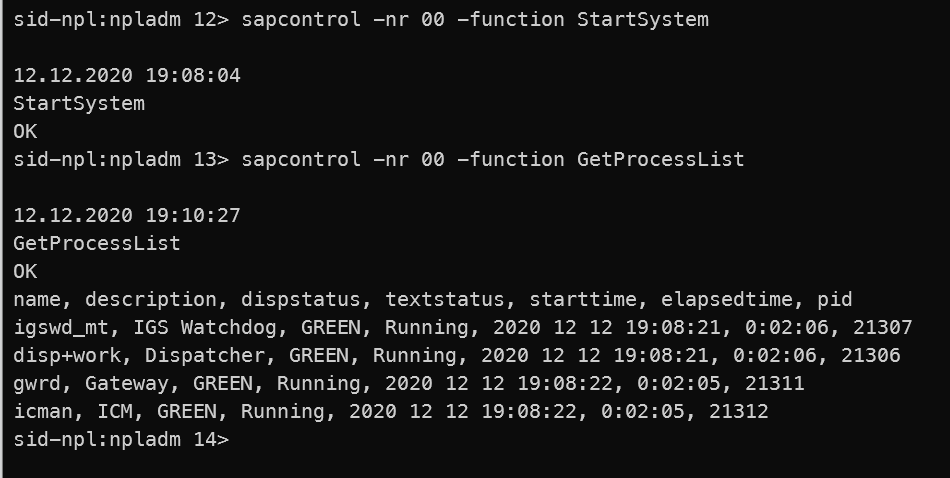 sid-npl:npladm 12> sapcontrol -nr 00 -function StartSystem
12.12.2020 19:08:04
StartSystem
OK
sid-npl:npladm 13> sapcontrol -nr 00 -function GetProcessList
12.12.2020 19:10:27
GetProcessList
OK
name, description, dispstatus, textstatus, starttime, elapsedtime, pid
igswd_mt, IGS Watchdog, GREEN, Running, 2020 12 12 19:08:21, 0:02:06, 21307
disp+work, Dispatcher, GREEN, Running, 2020 12 12 19:08:21, 0:02:06, 21306
gwrd, Gateway, GREEN, Running, 2020 12 12 19:08:22, 0:02:05, 21311
icman, ICM, GREEN, Running, 2020 12 12 19:08:22, 0:02:05, 21312
sid-npl:npladm 14>